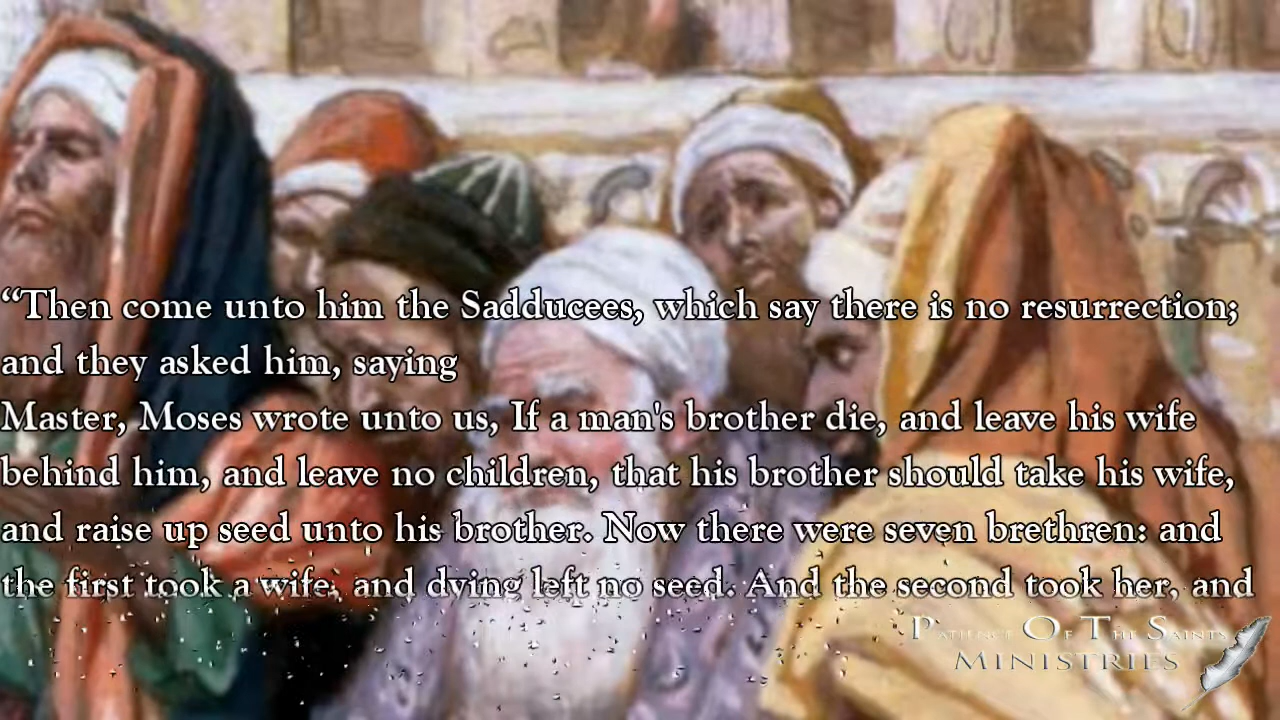 “Then come unto him the Sadducees, which say there is no resurrection;
and they asked him, saying
Master, Moses wrote unto us, If a man's brother die, and leave his wife
behind him, and leave no children, that his brother should take his wife,
and raise up seed unto his brother. Now there were seven brethren: and
the first took a wife, and dying left no seed. And the second took her, and
Patience Of The Saints
Ministries